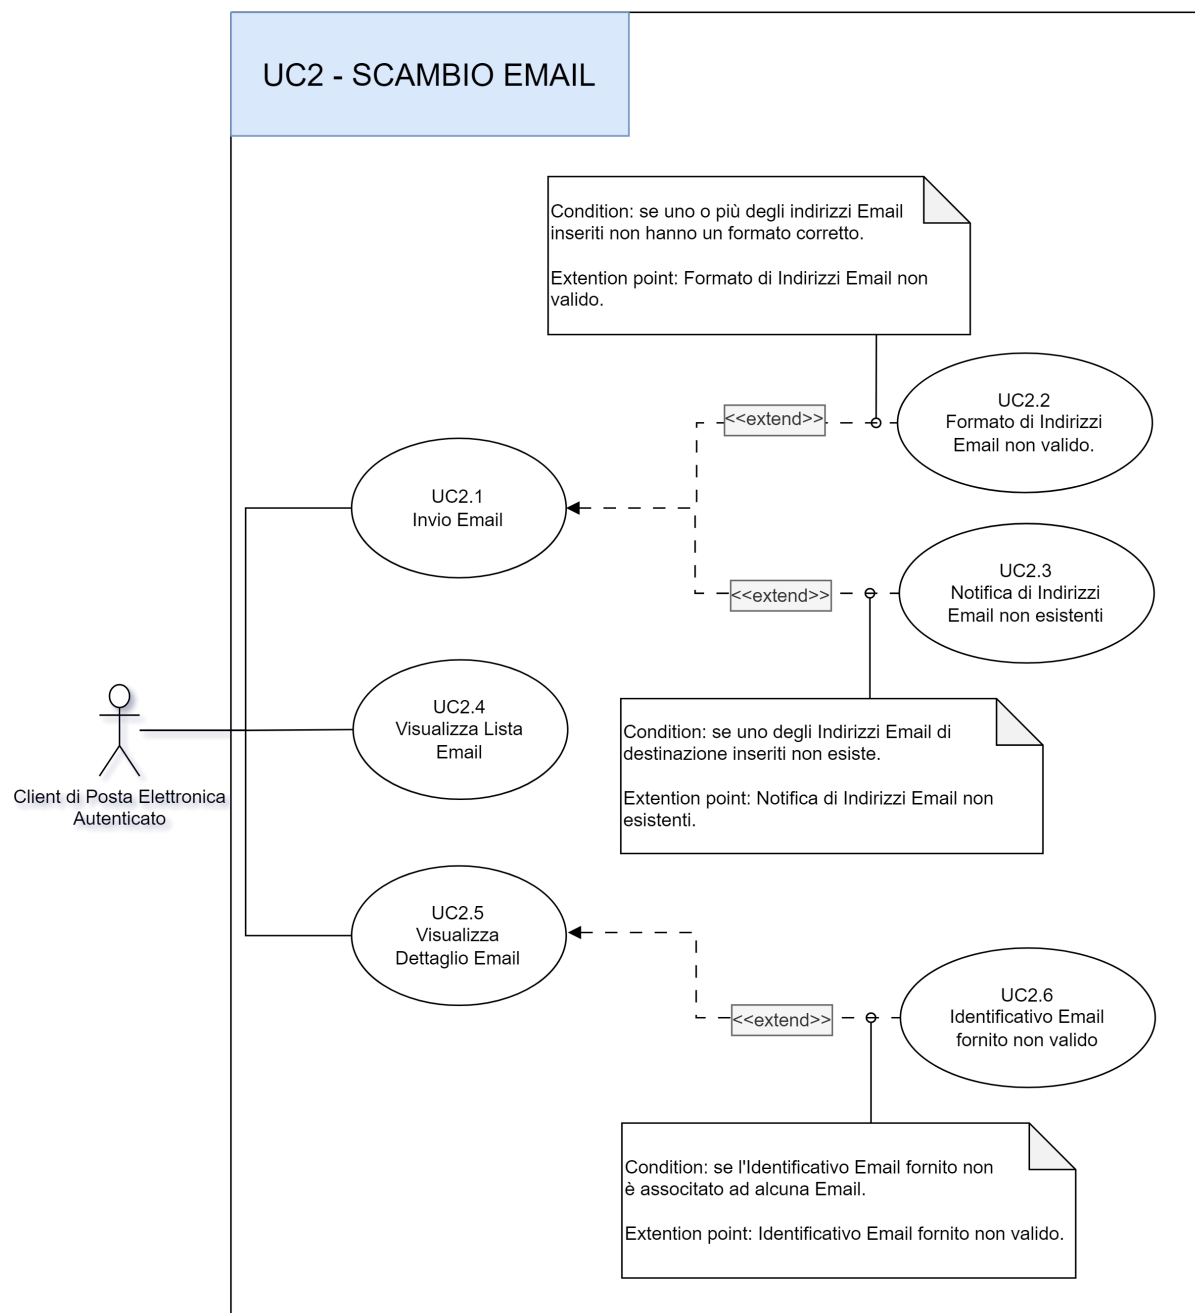 UC2 - SCAMBIO EMAIL
Condition: se uno o più degli indirizzi Email
inseriti non hanno un formato corretto.
Extention point: Formato di Indirizzi Email non
valido.
<<extend>>
UC2.2
Formato di Indirizzi
Email non valido.
UC2.1
Invio Email
<<extend>>
UC2.3
Notifica di Indirizzi
Email non esistenti
UC2.4
Visualizza Lista
Email
Condition: se uno degli Indirizzi Email di
destinazione inseriti non esiste.
Extention point: Notifica di Indirizzi Email non
esistenti.
Client di Posta Elettronica
Autenticato
UC2.5
Visualizza
Dettaglio Email
<<extend>>
UC2.6
Identificativo Email
fornito non valido
Condition: se l'Identificativo Email fornito non
è associtato ad alcuna Email.
Extention point: Identificativo Email fornito non valido.